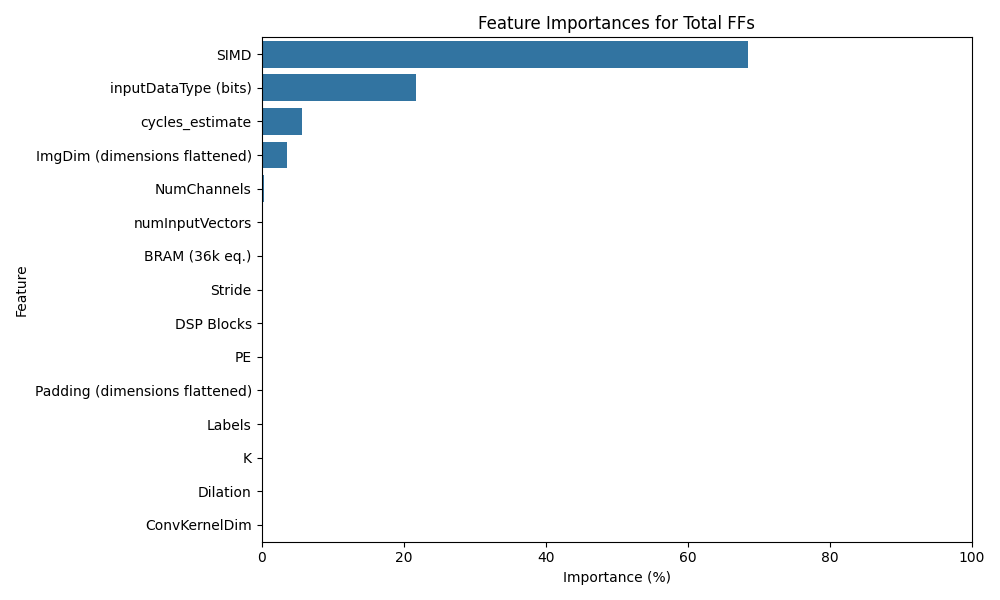 Feature Importances for Total FFs
SIMD
inputDataType (bits)
cycles_estimate
ImgDim (dimensions flattened)
NumChannels
numInputVectors
BRAM (36k eq.)
Stride
DSP Blocks
PE
Padding (dimensions flattened)
Labels
K
Dilation
ConvKernelDim
Feature
0 20 40 60 80 100
Importance (%)